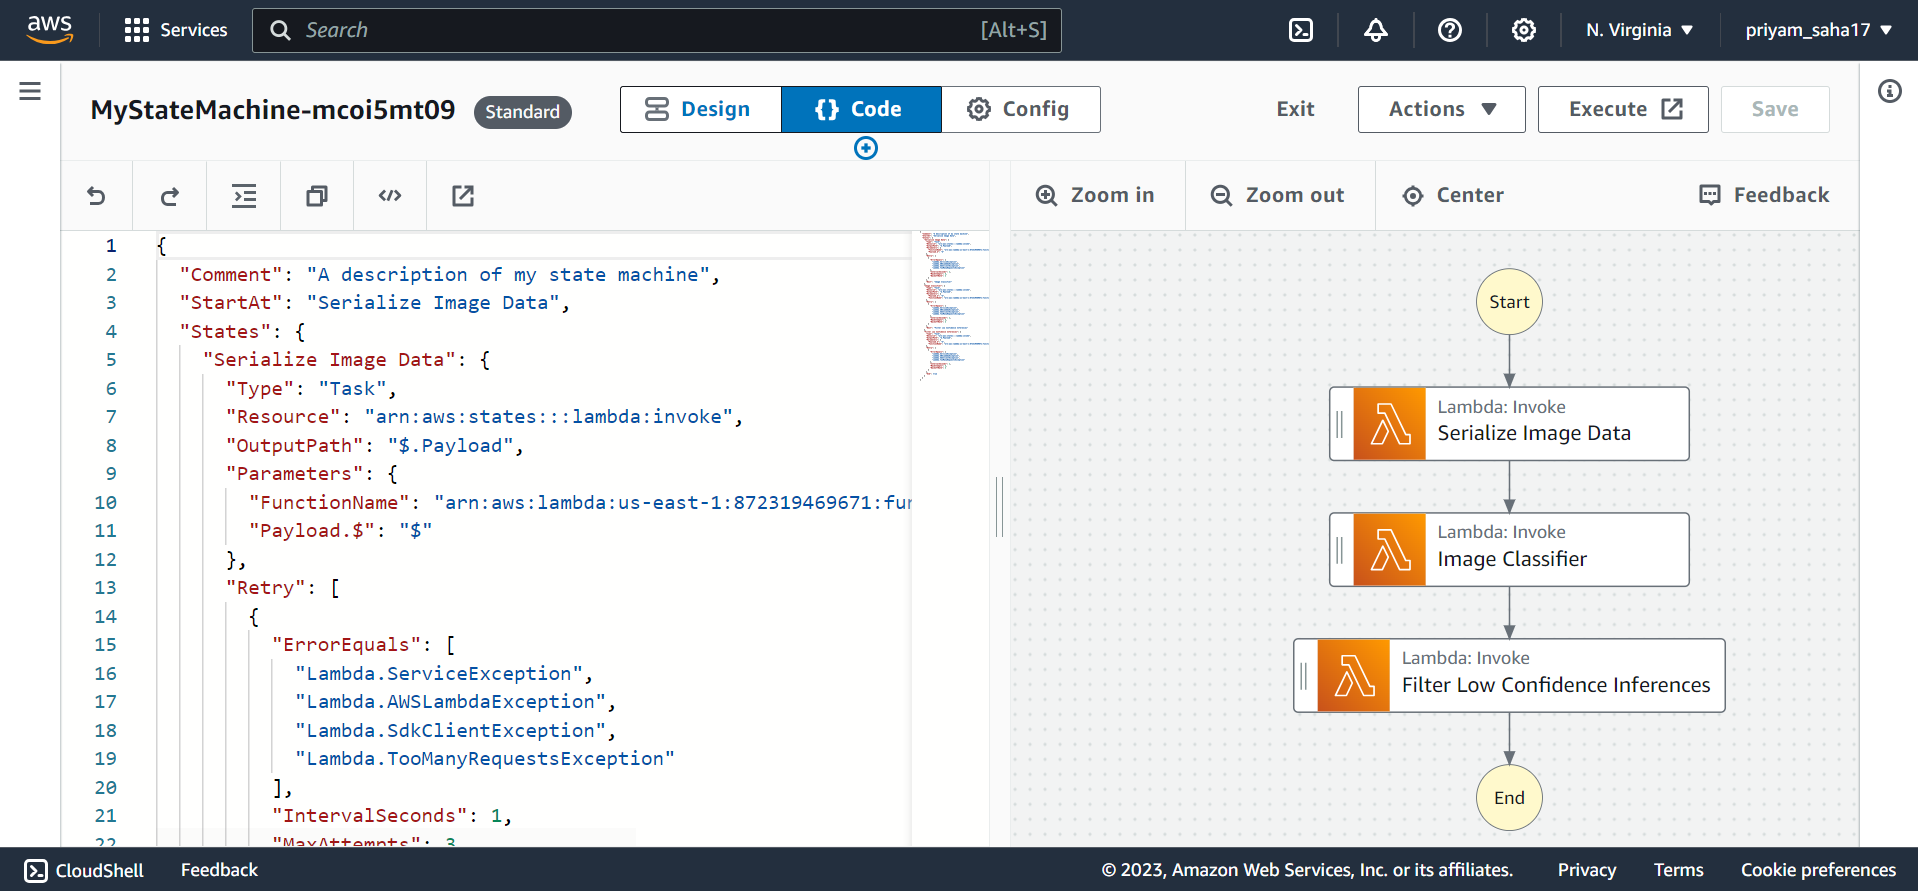 aws Services Search [Alt+S] N. Virginia priyam_saha17
MyStateMachine-mcoi5mt09 Standard Design {} Code Config Exit Actions Execute Save
Zoom in Zoom out Center Feedback
1 {
2 "Comment": "A description of my state machine",
3 "StartAt": "Serialize Image Data",
4 "States": {
5 "Serialize Image Data": {
6 "Type": "Task",
7 "Resource": "arn:aws:states:::lambda:invoke",
8 "OutputPath": "$.Payload",
9 "Parameters": {
10 "FunctionName": "arn:aws:lambda:us-east-1:872319469671:fun
11 "Payload.$": "$"
12 },
13 "Retry": [
14 {
15 "ErrorEquals": [
16 "Lambda.ServiceException",
17 "Lambda.AWSLambdaException",
18 "Lambda.SdkClientException",
19 "Lambda.TooManyRequestsException"
20 ],
21 "IntervalSeconds": 1,
22 "MaxAttempts": 3
Start
Lambda: Invoke
Serialize Image Data
Lambda: Invoke
Image Classifier
Lambda: Invoke
Filter Low Confidence Inferences
End
CloudShell Feedback © 2023, Amazon Web Services, Inc. or its affiliates. Privacy Terms Cookie preferences